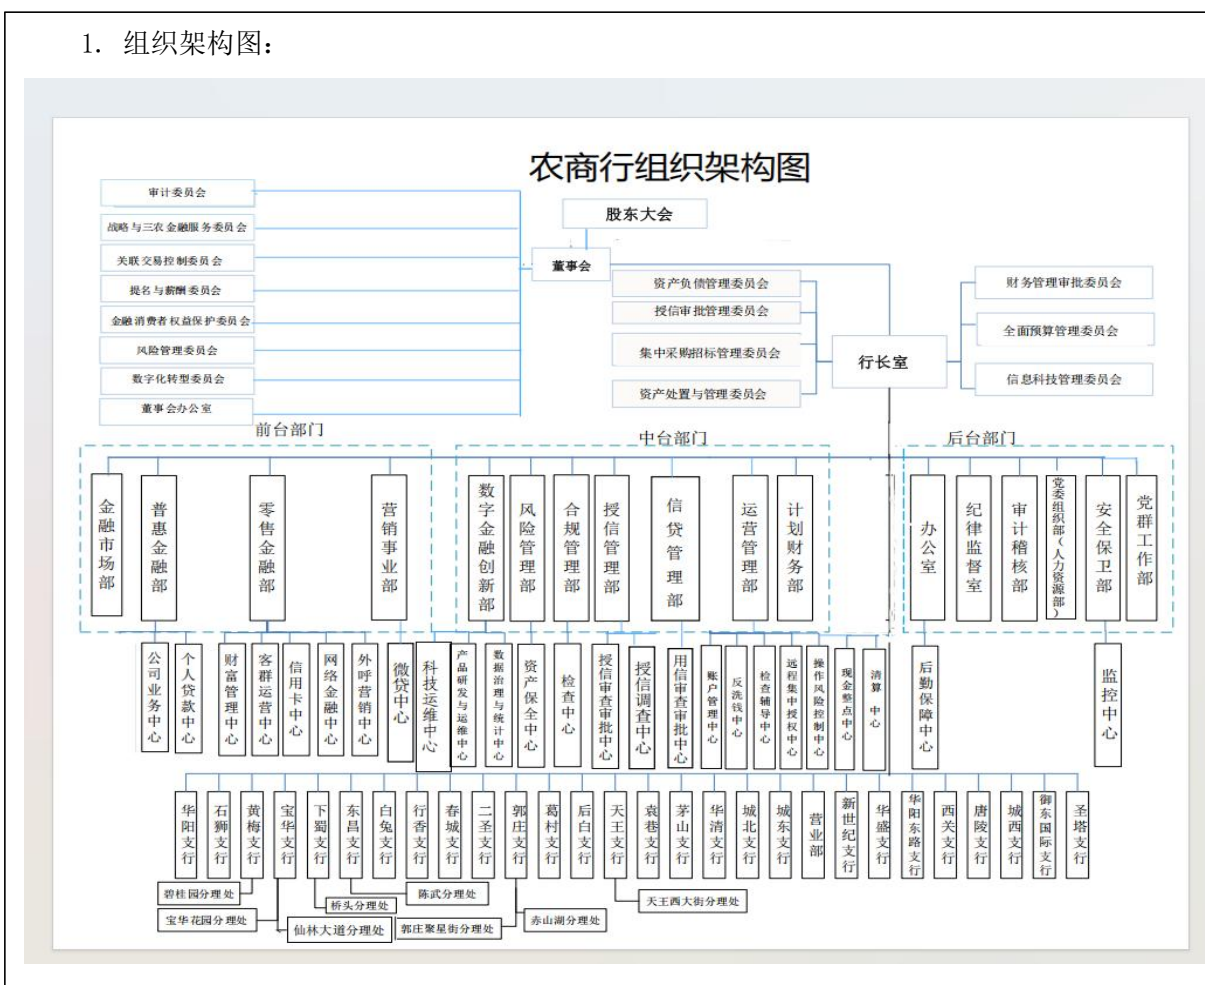 1. 组织架构图：
农商行组织架构图
股东大会
董事会
审计委员会
战略与三农金融服务委员会
关联交易控制委员会
提名与薪酬委员会
金融消费者权益保护委员会
风险管理委员会
数字化转型委员会
董事会办公室
资产负债管理委员会
授信审批管理委员会
集中采购招标管理委员会
资产处置与管理委员会
行长室
财务管理审批委员会
全面预算管理委员会
信息科技管理委员会
前台部门
中台部门
后台部门
金融市场部
普惠金融部
零售金融部
营销事业部
数字金融创新部
风险管理部
合规管理部
授信管理部
信贷管理部
运营管理部
计划财务部
办公室
纪律监督室
审计稽核部
党委组织部（人力资源部）
安全保卫部
党群工作部
公司业务中心
个人贷款中心
财富管理中心
客群运营中心
信用卡中心
网络金融中心
外呼营销中心
微贷中心
科技运维中心
产品研发与运维中心
数据治理与统计中心
资产保全中心
检查中心
授信审查审批中心
授信调查中心
用信审查审批中心
账户管理中心
反洗钱中心
检查辅导中心
远程集中授权中心
操作风险控制中心
现金整点中心
清算 中心
后勤保障中心
监控中心
华阳支行
石狮支行
黄梅支行
宝华支行
下蜀支行
东昌支行
白兔支行
行香支行
春城支行
二圣支行
郭庄支行
葛村支行
后白支行
天王支行
袁巷支行
茅山支行
华清支行
城北支行
城东支行
营业部
新世纪支行
华盛支行
华阳东路支行
西关支行
唐陵支行
城西支行
御东国际支行
圣塔支行
碧桂园分理处
宝华花园分理处
桥头分理处
仙林大道分理处
陈武分理处
郭庄聚星街分理处
赤山湖分理处
天王西大街分理处